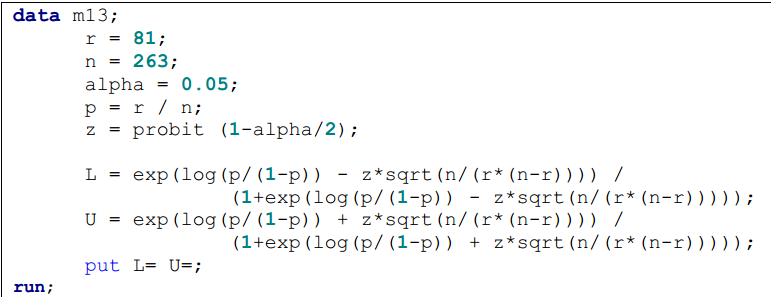 data m13;
r = 81;
n = 263;
alpha = 0.05;
p = r / n;
z = probit (1-alpha/2);
L = exp(log(p/(1-p)) - z*sqrt(n/(r*(n-r)))) /
(1+exp(log(p/(1-p)) - z*sqrt(n/(r*(n-r)))));
U = exp(log(p/(1-p)) + z*sqrt(n/(r*(n-r)))) /
(1+exp(log(p/(1-p)) + z*sqrt(n/(r*(n-r)))));
put L= U=;
run;